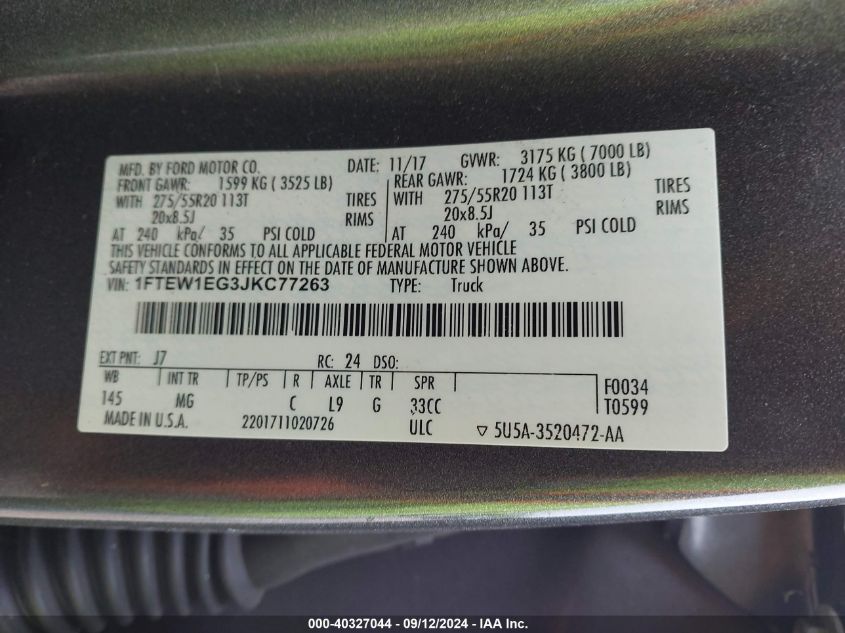 MFD. BY FORD MOTOR CO. DATE: 11/17 GVWR: 3175 KG ( 7000 LB)
FRONT GAWR: 1599 KG ( 3525 LB) REAR GAWR: 1724 KG ( 3800 LB)
WITH 275/55R20 113T TIRES WITH 275/55R20 113T TIRES
20x8.5J RIMS 20x8.5J RIMS
AT 240 kPa/ 35 PSI COLD AT 240 kPa/ 35 PSI COLD
THIS VEHICLE CONFORMS TO ALL APPLICABLE FEDERAL MOTOR VEHICLE
SAFETY STANDARDS IN EFFECT ON THE DATE OF MANUFACTURE SHOWN ABOVE.
VIN: 1FTEW1EG3JKC77263 TYPE: Truck
EXT PNT: J7 RC: 24 DSO:
WB INT TR TP/PS R AXLE TR SPR F0034
145 MG C L9 G 33CC T0599
MADE IN U.S.A. 2201711020726 ULC ▽ 5U5A-3520472-AA
000-40327044 - 09/12/2024 - IAA Inc.